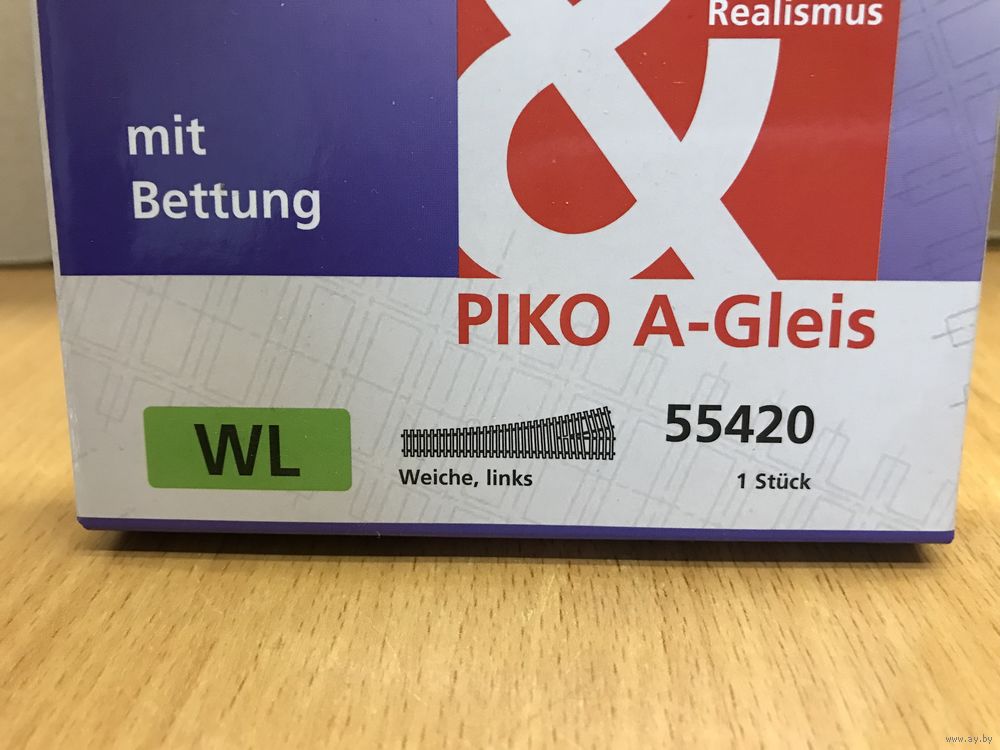 Realismus
&
mit
Bettung
PIKO A-Gleis
WL
Weiche, links
55420
1 Stück
www.ay.by